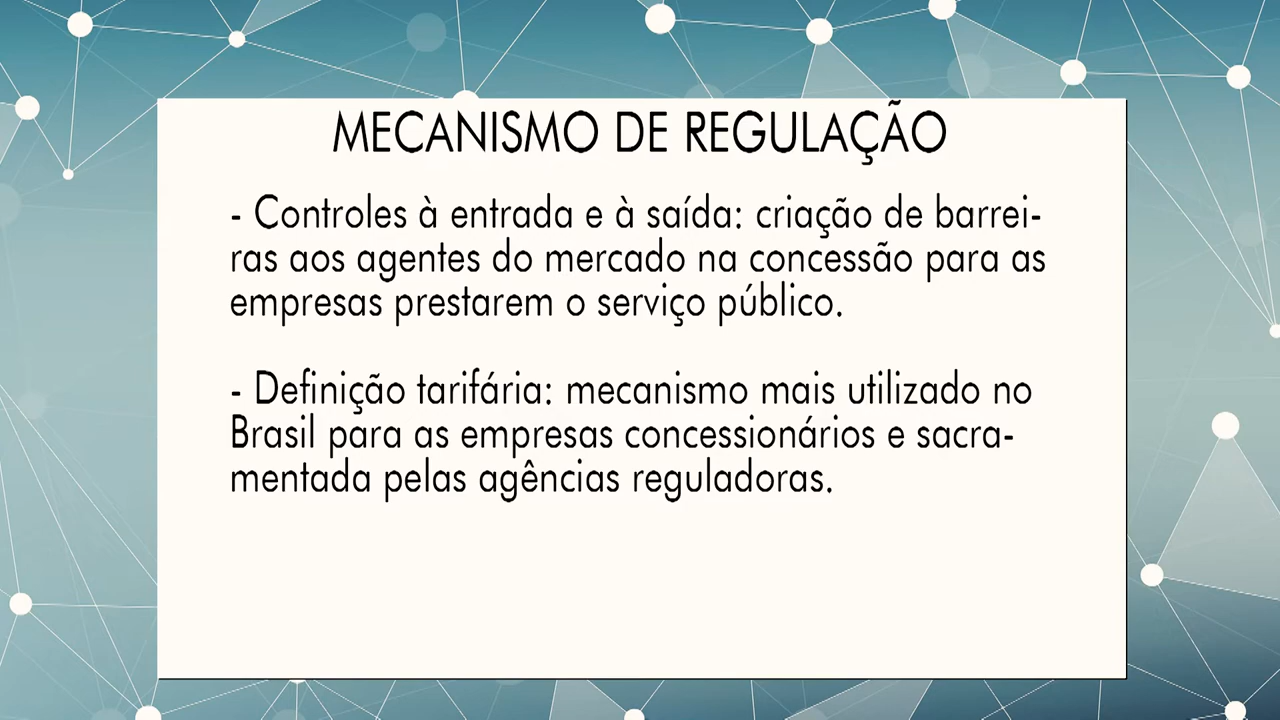 MECANISMO DE REGULAÇÃO
- Controles à entrada e à saída: criação de barrei-
ras aos agentes do mercado na concessão para as
empresas prestarem o serviço público.
- Definição tarifária: mecanismo mais utilizado no
Brasil para as empresas concessionários e sacra-
mentada pelas agências reguladoras.